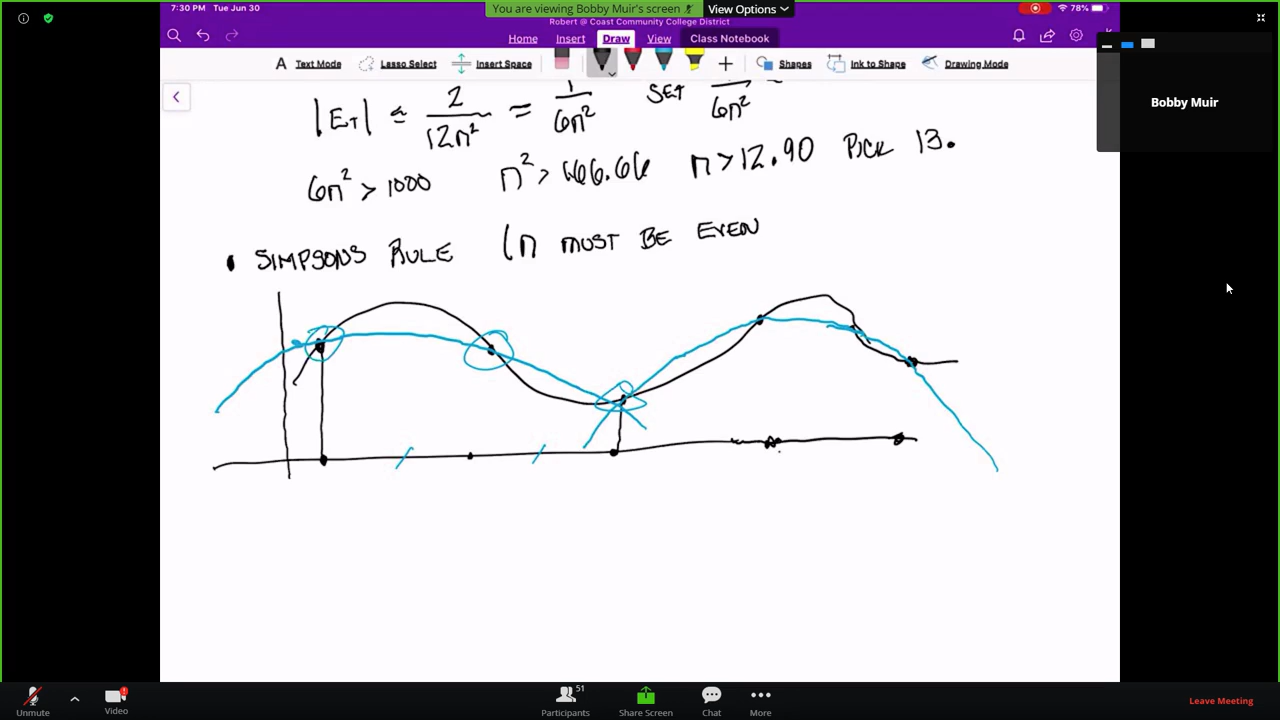 You are viewing Bobby Muir's screen View Options
7:30 PM Tue Jun 30 78%
Robert @ Coast Community College District
Home Insert Draw View Class Notebook
Text Mode Lasso Select Insert Space Shapes Ink to Shape Drawing Mode
Bobby Muir
|E_T| ≤ 2/12n² = 1/6n² SET /6n²
6n² > 1000 n² > 166.66 n > 12.90 PICK 13.
• SIMPSONS RULE (n MUST BE EVEN
Unmute Video Participants 51 Share Screen Chat More Leave Meeting